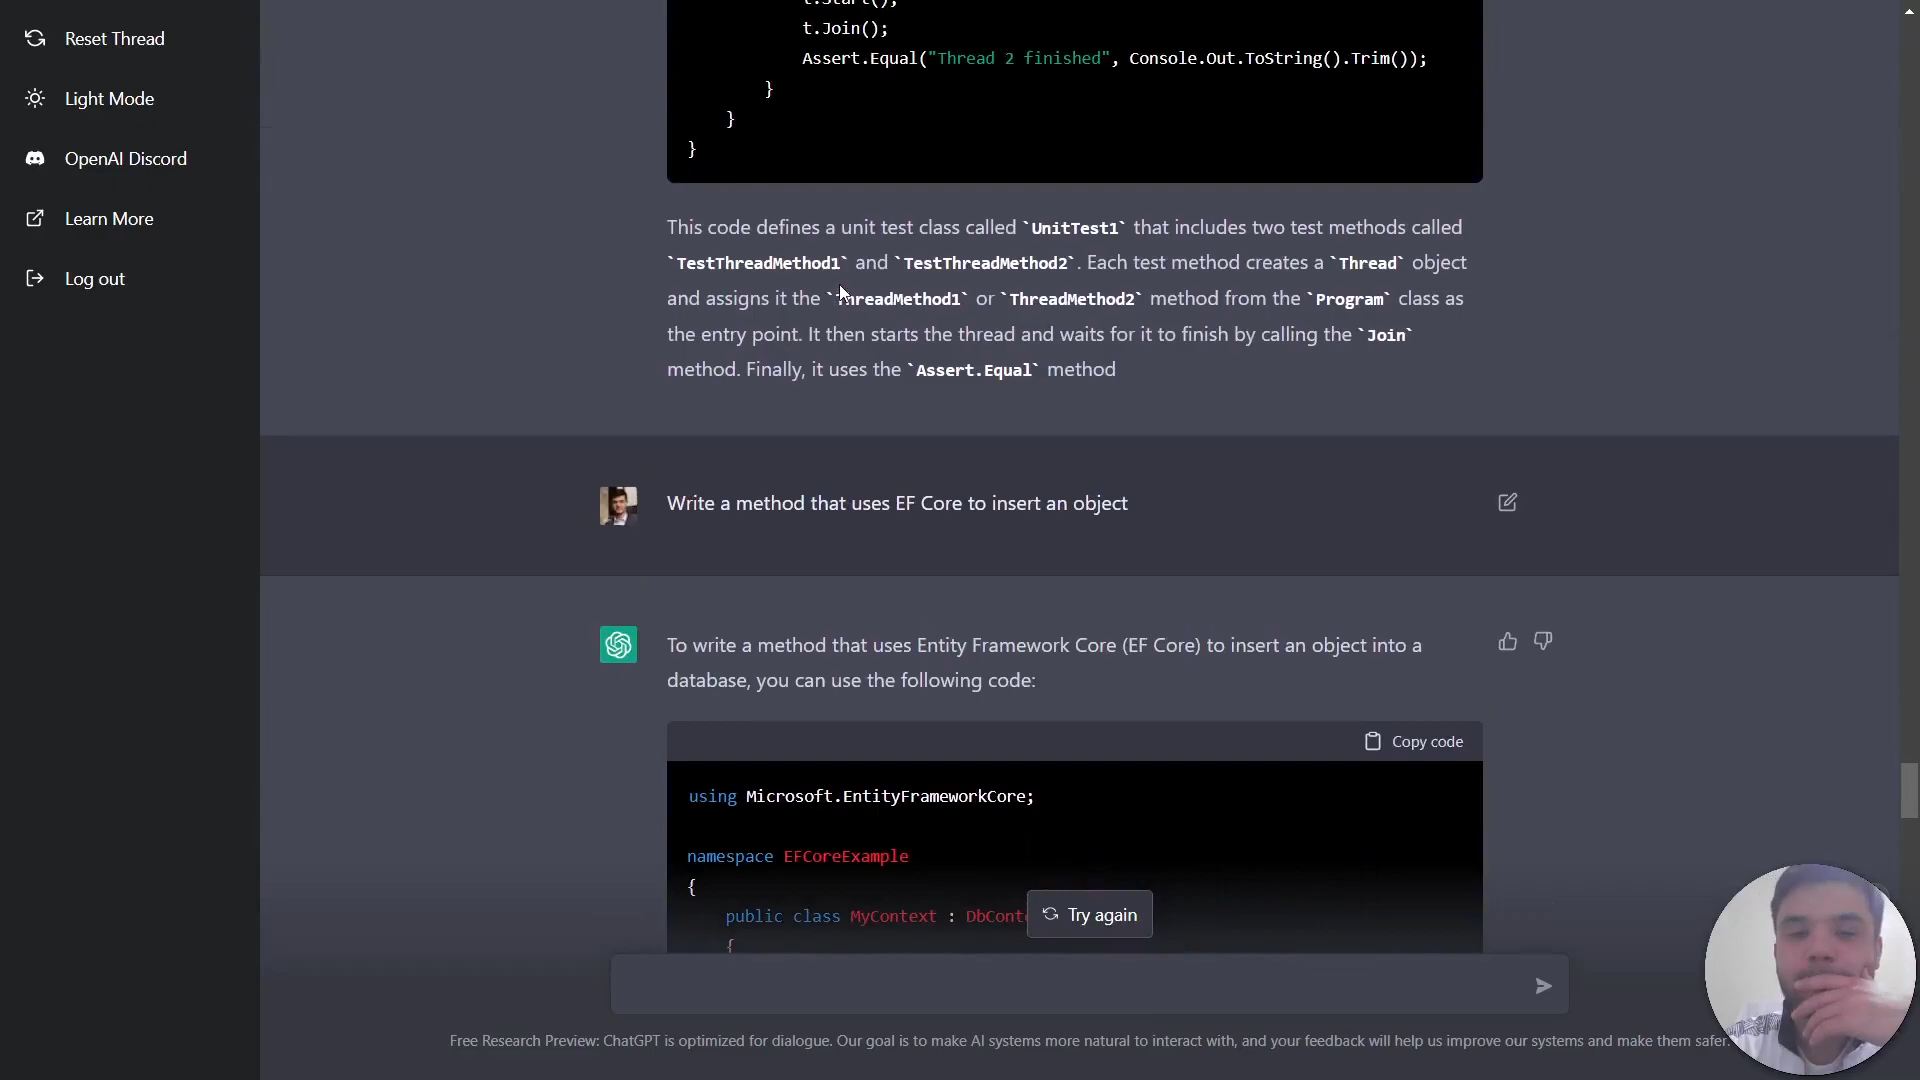 Reset Thread
Light Mode
OpenAI Discord
Learn More
Log out
t.Start();
t.Join();
Assert.Equal("Thread 2 finished", Console.Out.ToString().Trim());
}
}
}
This code defines a unit test class called `UnitTest1` that includes two test methods called
`TestThreadMethod1` and `TestThreadMethod2`. Each test method creates a `Thread` object
and assigns it the `ThreadMethod1` or `ThreadMethod2` method from the `Program` class as
the entry point. It then starts the thread and waits for it to finish by calling the `Join`
method. Finally, it uses the `Assert.Equal` method
Write a method that uses EF Core to insert an object
To write a method that uses Entity Framework Core (EF Core) to insert an object into a
database, you can use the following code:
Copy code
using Microsoft.EntityFrameworkCore;
namespace EFCoreExample
{
public class MyContext : DbConte
{
Try again
Free Research Preview: ChatGPT is optimized for dialogue. Our goal is to make AI systems more natural to interact with, and your feedback will help us improve our systems and make them safer.